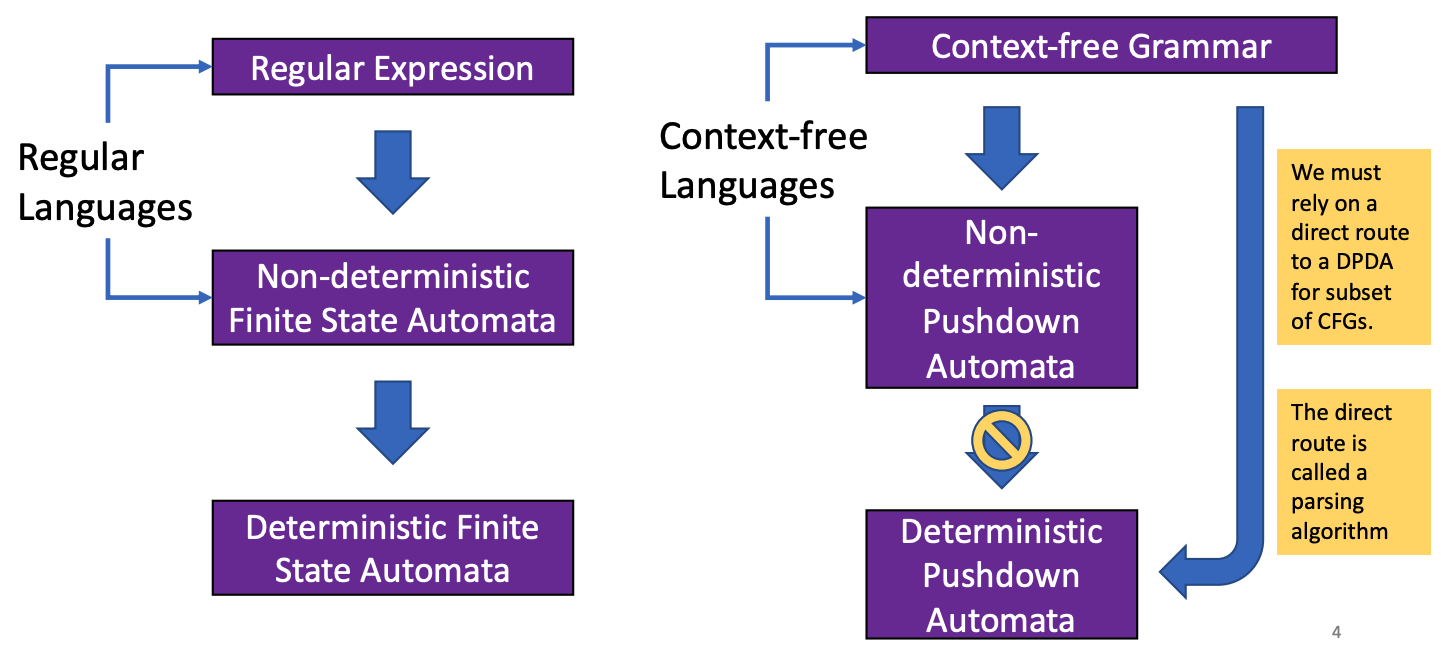 Regular Expression
Regular
Languages
Non-deterministic
Finite State Automata
Deterministic Finite
State Automata
Context-free Grammar
Context-free
Languages
Non-
deterministic
Pushdown
Automata
Deterministic
Pushdown
Automata
We must
rely on a
direct route
to a DPDA
for subset
of CFGs.
The direct
route is
called a
parsing
algorithm
4